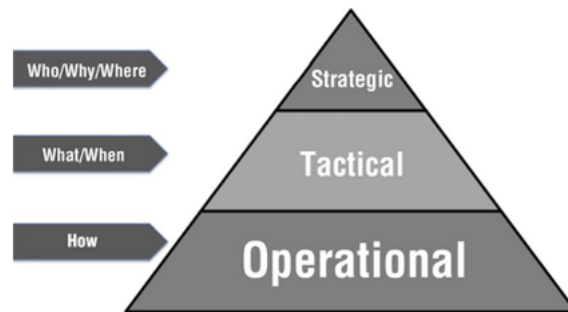 Who/Why/Where
Strategic
What/When
Tactical
How
Operational